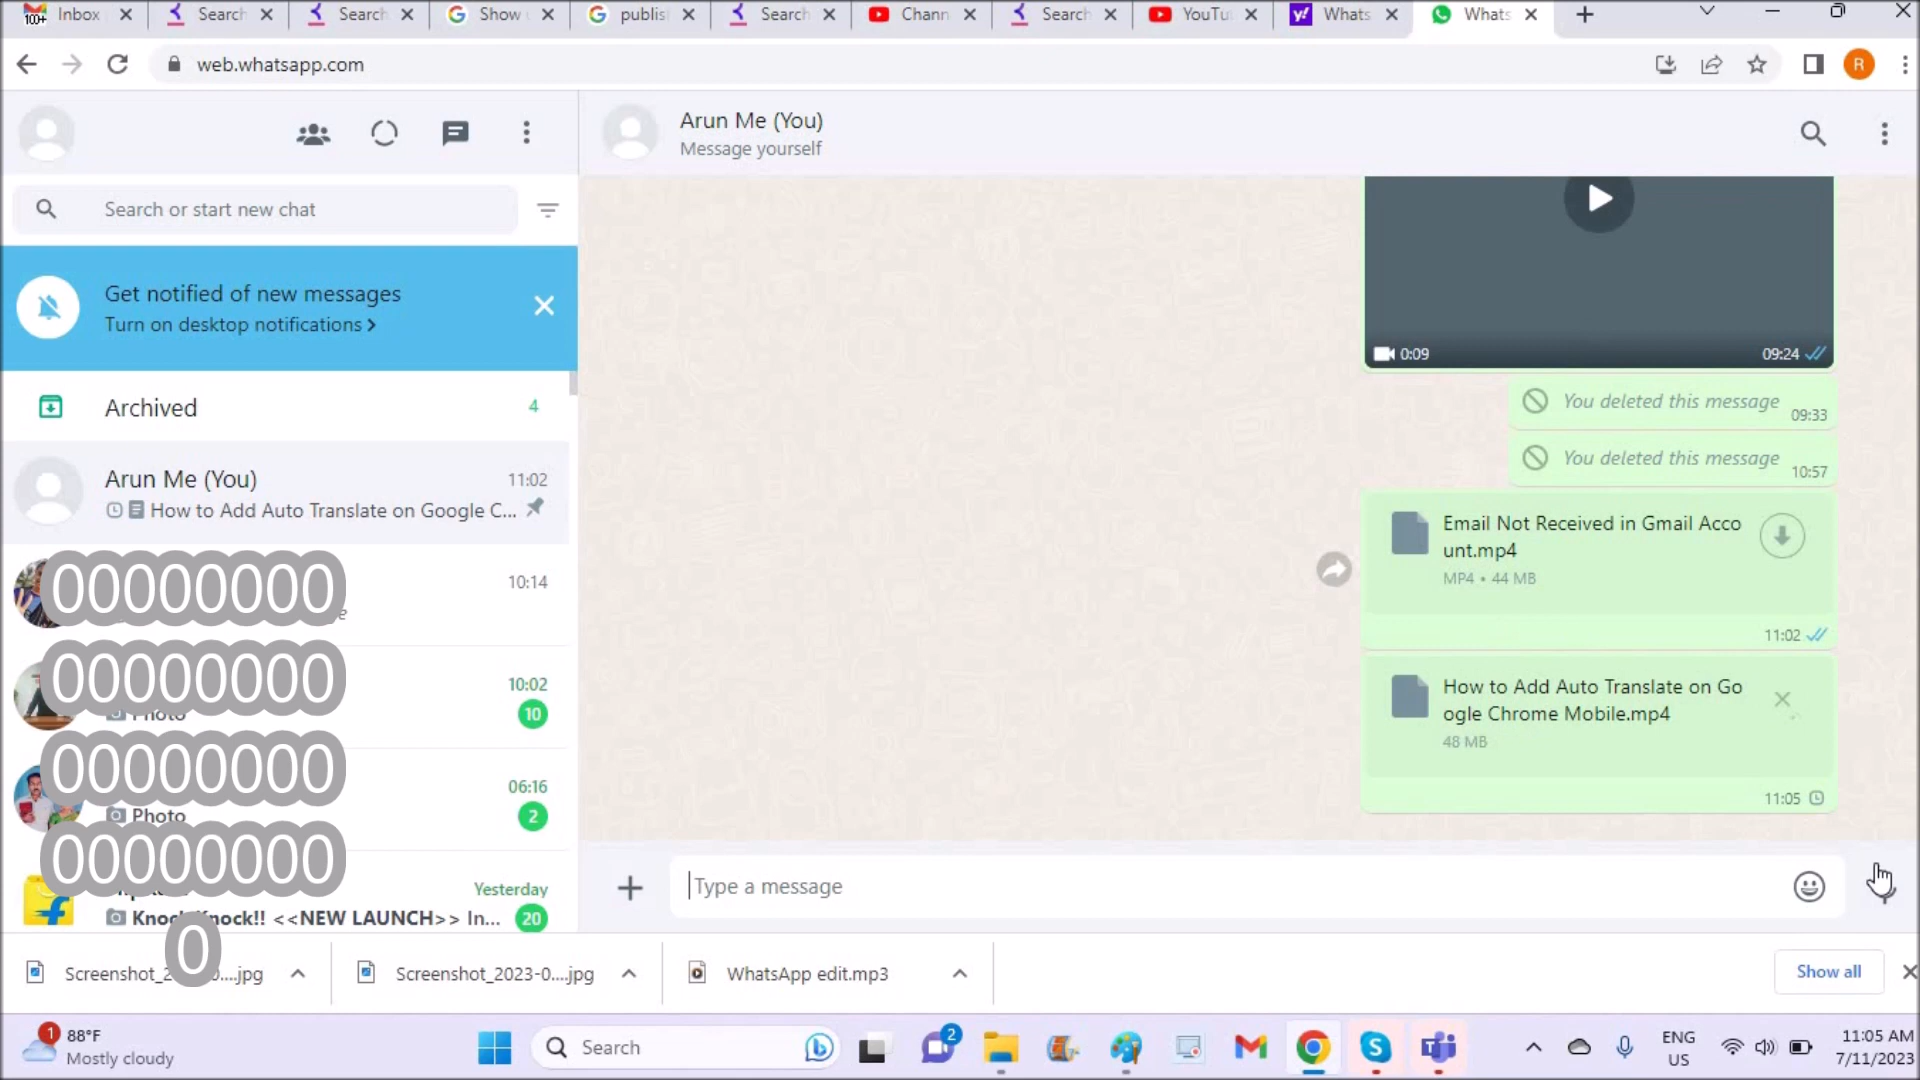 Inbox
Search
Search
Show
publis
Search
Chann
Search
YouTu
Whats
Whats
web.whatsapp.com
Arun Me (You)
Message yourself
Search or start new chat
Get notified of new messages
Turn on desktop notifications >
Archived
4
Arun Me (You)
11:02
How to Add Auto Translate on Google C...
00000000
10:14
00000000
10:02
Photo
10
00000000
06:16
Photo
2
00000000
Yesterday
Knock Knock!! <<NEW LAUNCH>> In...
20
0
0:09
09:24
You deleted this message
09:33
You deleted this message
10:57
Email Not Received in Gmail Acco
unt.mp4
MP4 • 44 MB
11:02
How to Add Auto Translate on Go
ogle Chrome Mobile.mp4
48 MB
11:05
Type a message
Screenshot_2 0....jpg
Screenshot_2023-0....jpg
WhatsApp edit.mp3
Show all
1
88°F
Mostly cloudy
Search
2
ENG
US
11:05 AM
7/11/2023
100+
R